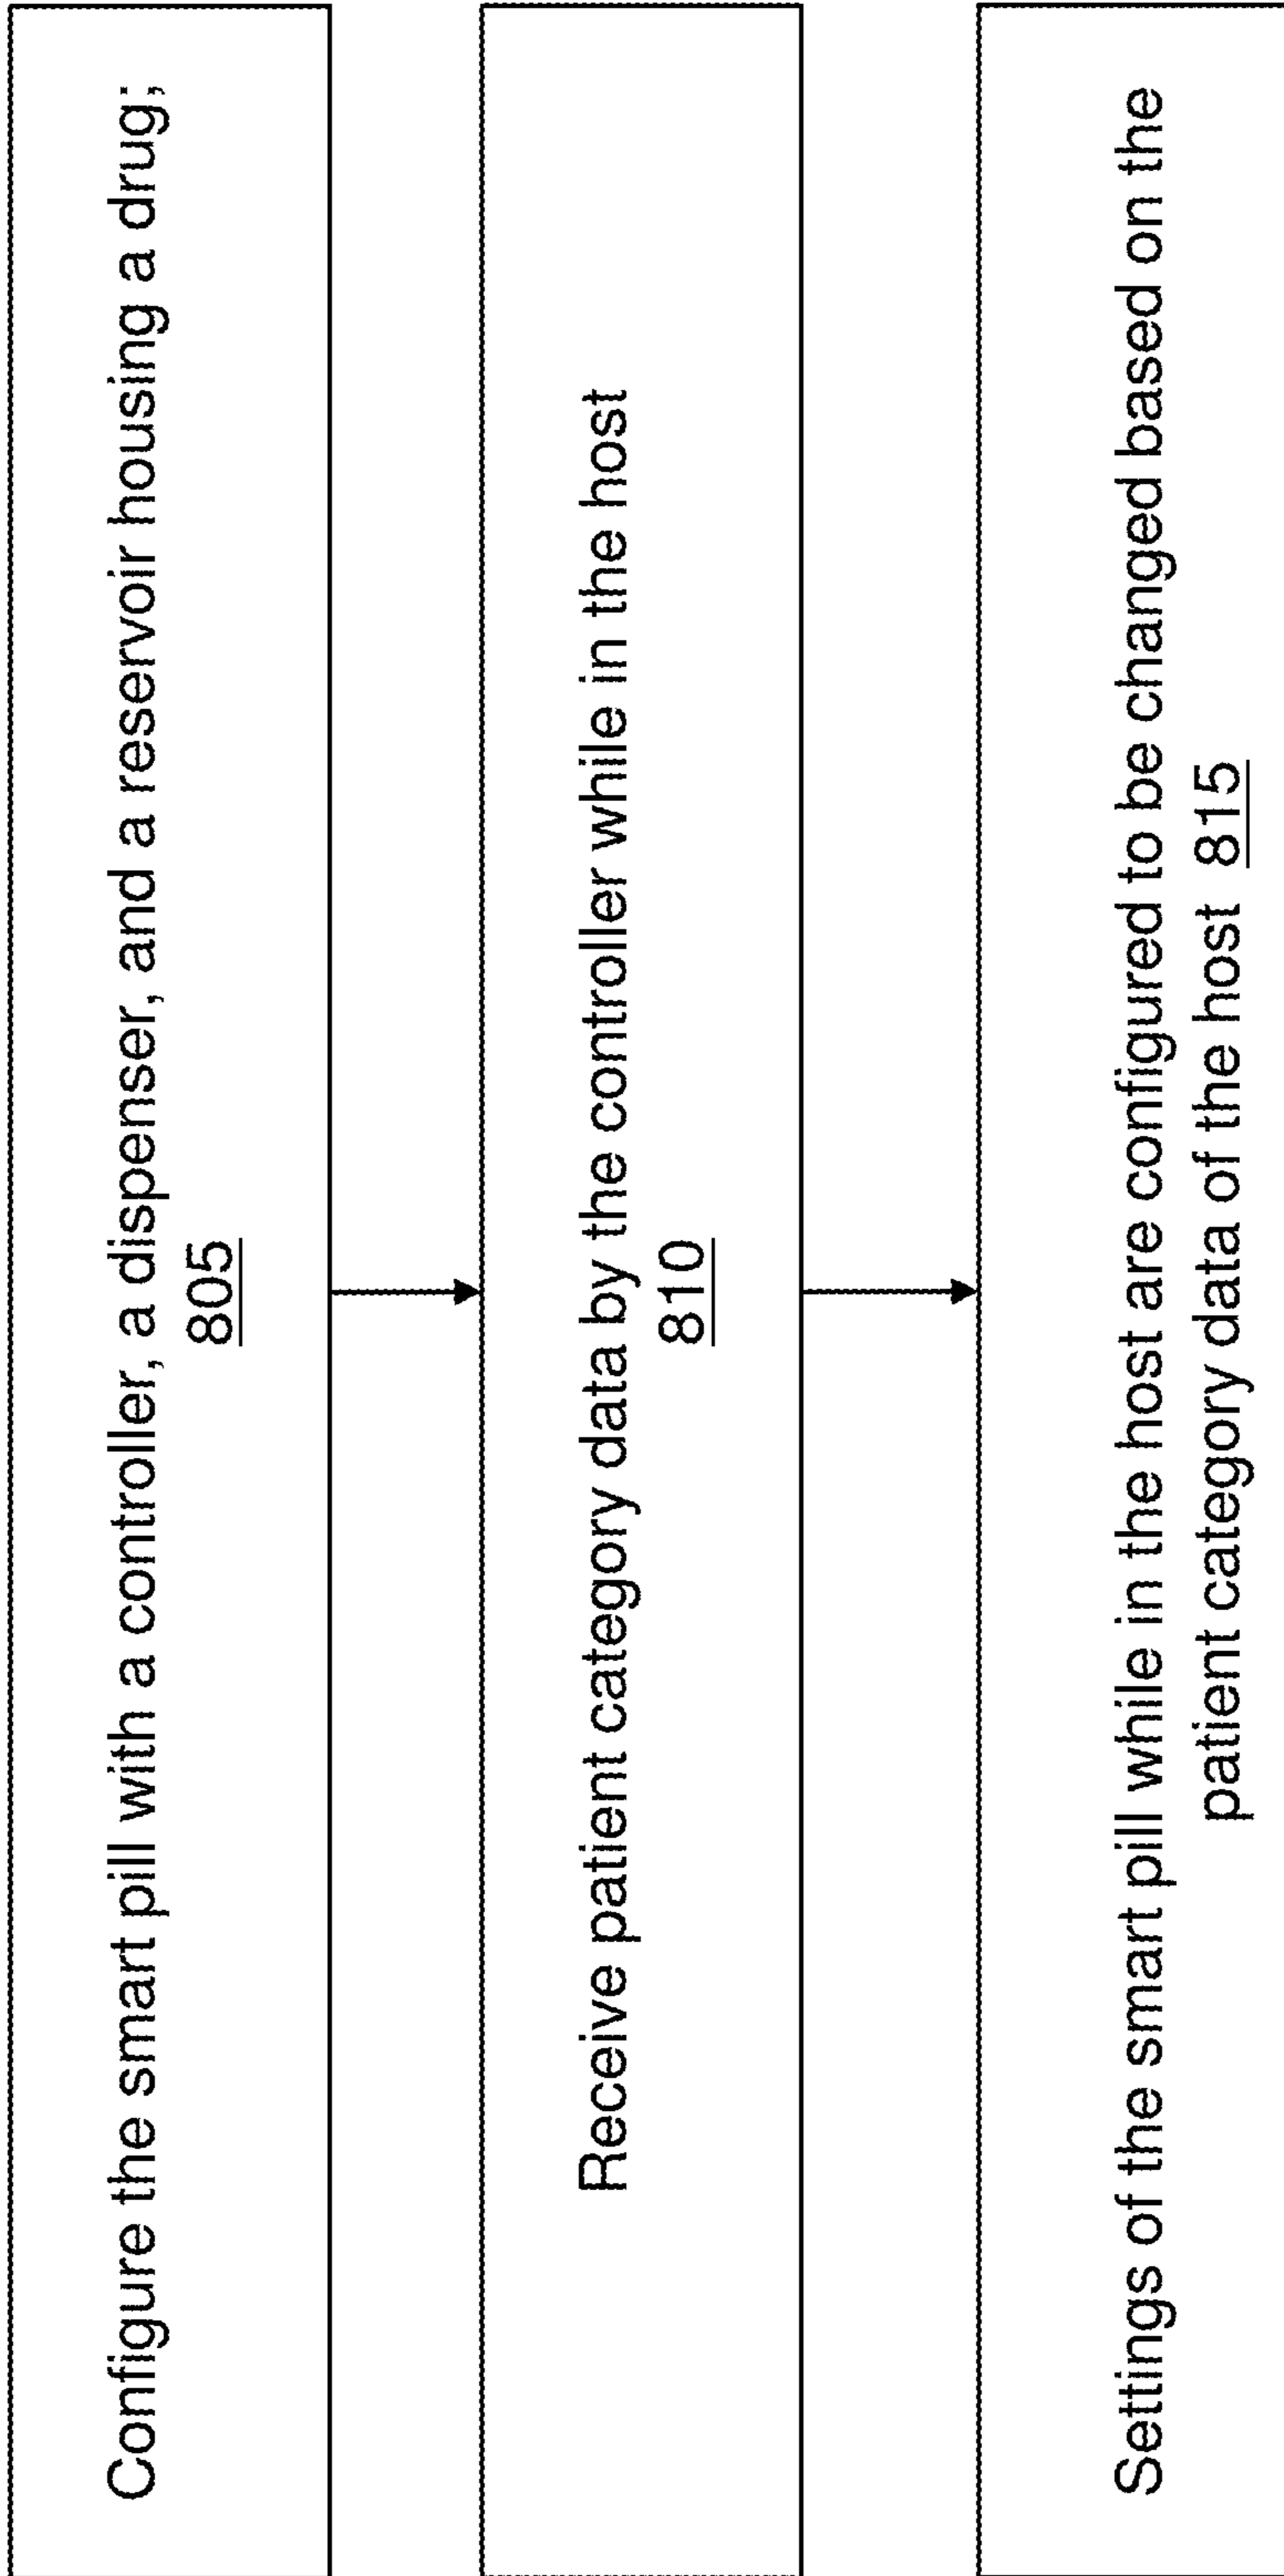 Configure the smart pill with a controller, a dispenser, and a reservoir housing a drug;
805
Receive patient category data by the controller while in the host
810
Settings of the smart pill while in the host are configured to be changed based on the
patient category data of the host 815